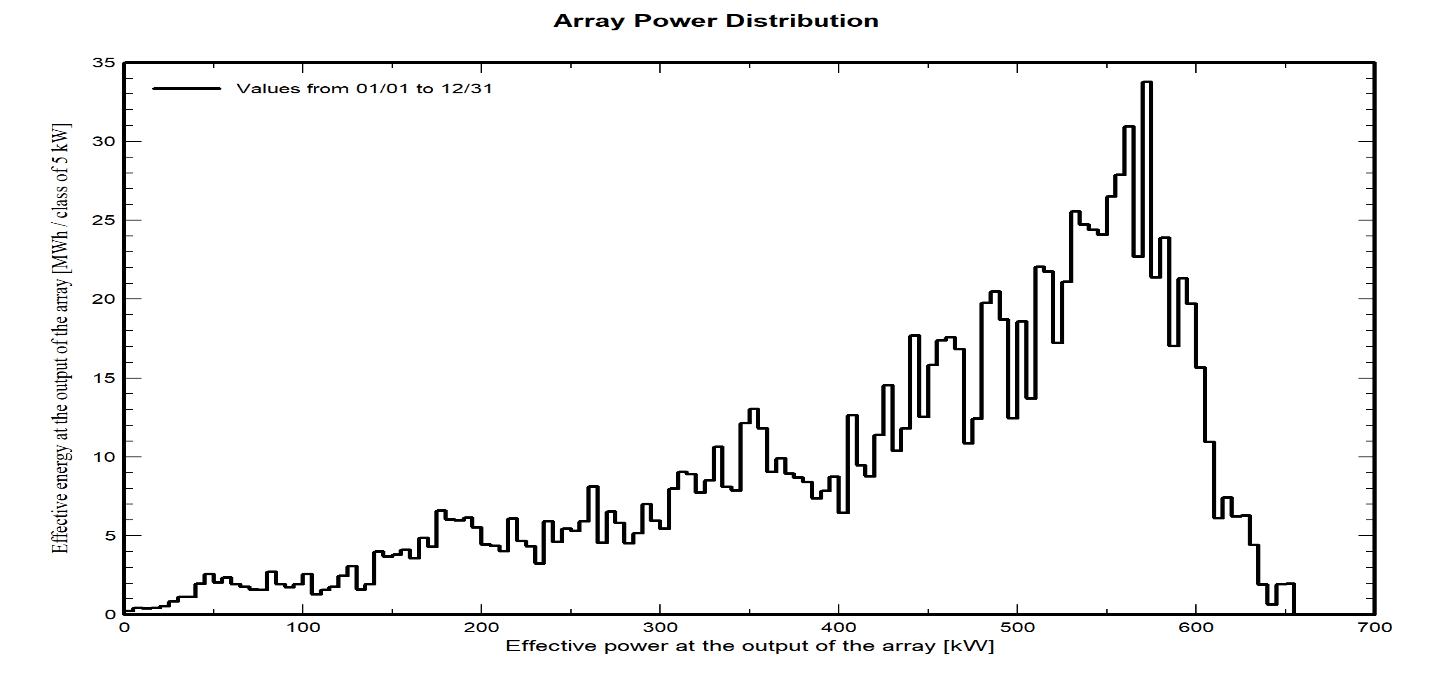 Array Power Distribution
Values from 01/01 to 12/31
Effective energy at the output of the array [MWh / class of 5 kW]
35
30
25
20
15
10
5
0
0 100 200 300 400 500 600 700
Effective power at the output of the array [kW]